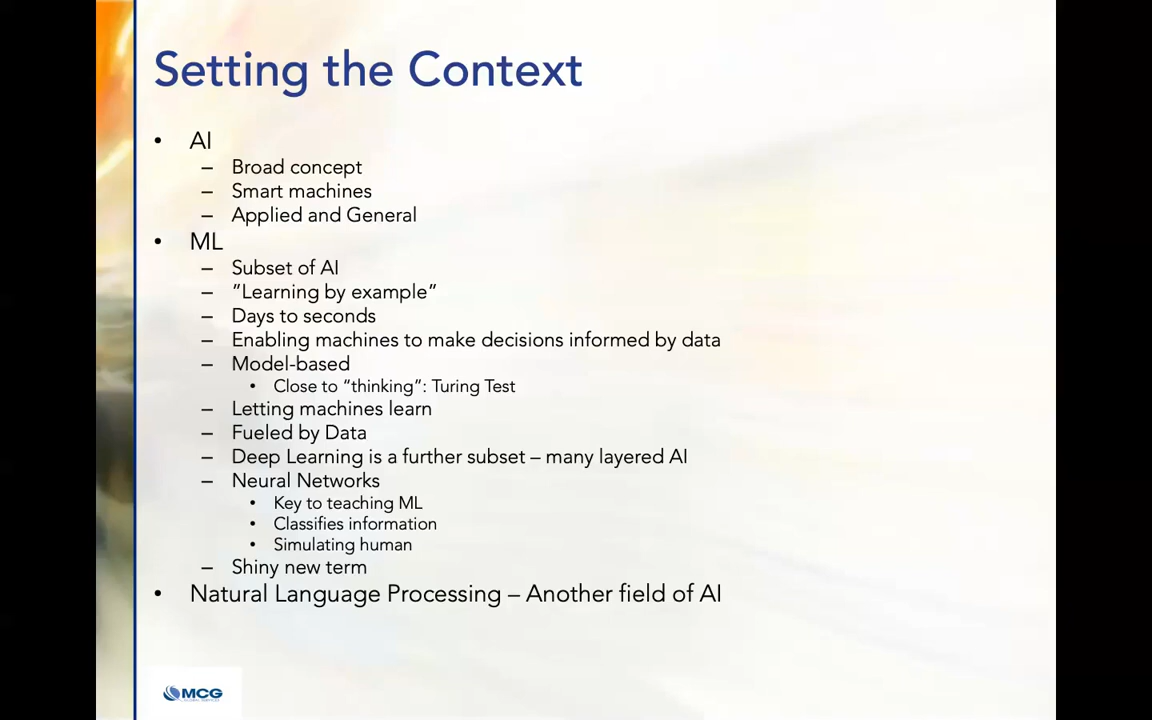 Setting the Context
• AI
– Broad concept
– Smart machines
– Applied and General
• ML
– Subset of AI
– ”Learning by example”
– Days to seconds
– Enabling machines to make decisions informed by data
– Model-based
• Close to “thinking”: Turing Test
– Letting machines learn
– Fueled by Data
– Deep Learning is a further subset – many layered AI
– Neural Networks
• Key to teaching ML
• Classifies information
• Simulating human
– Shiny new term
• Natural Language Processing – Another field of AI
MCG